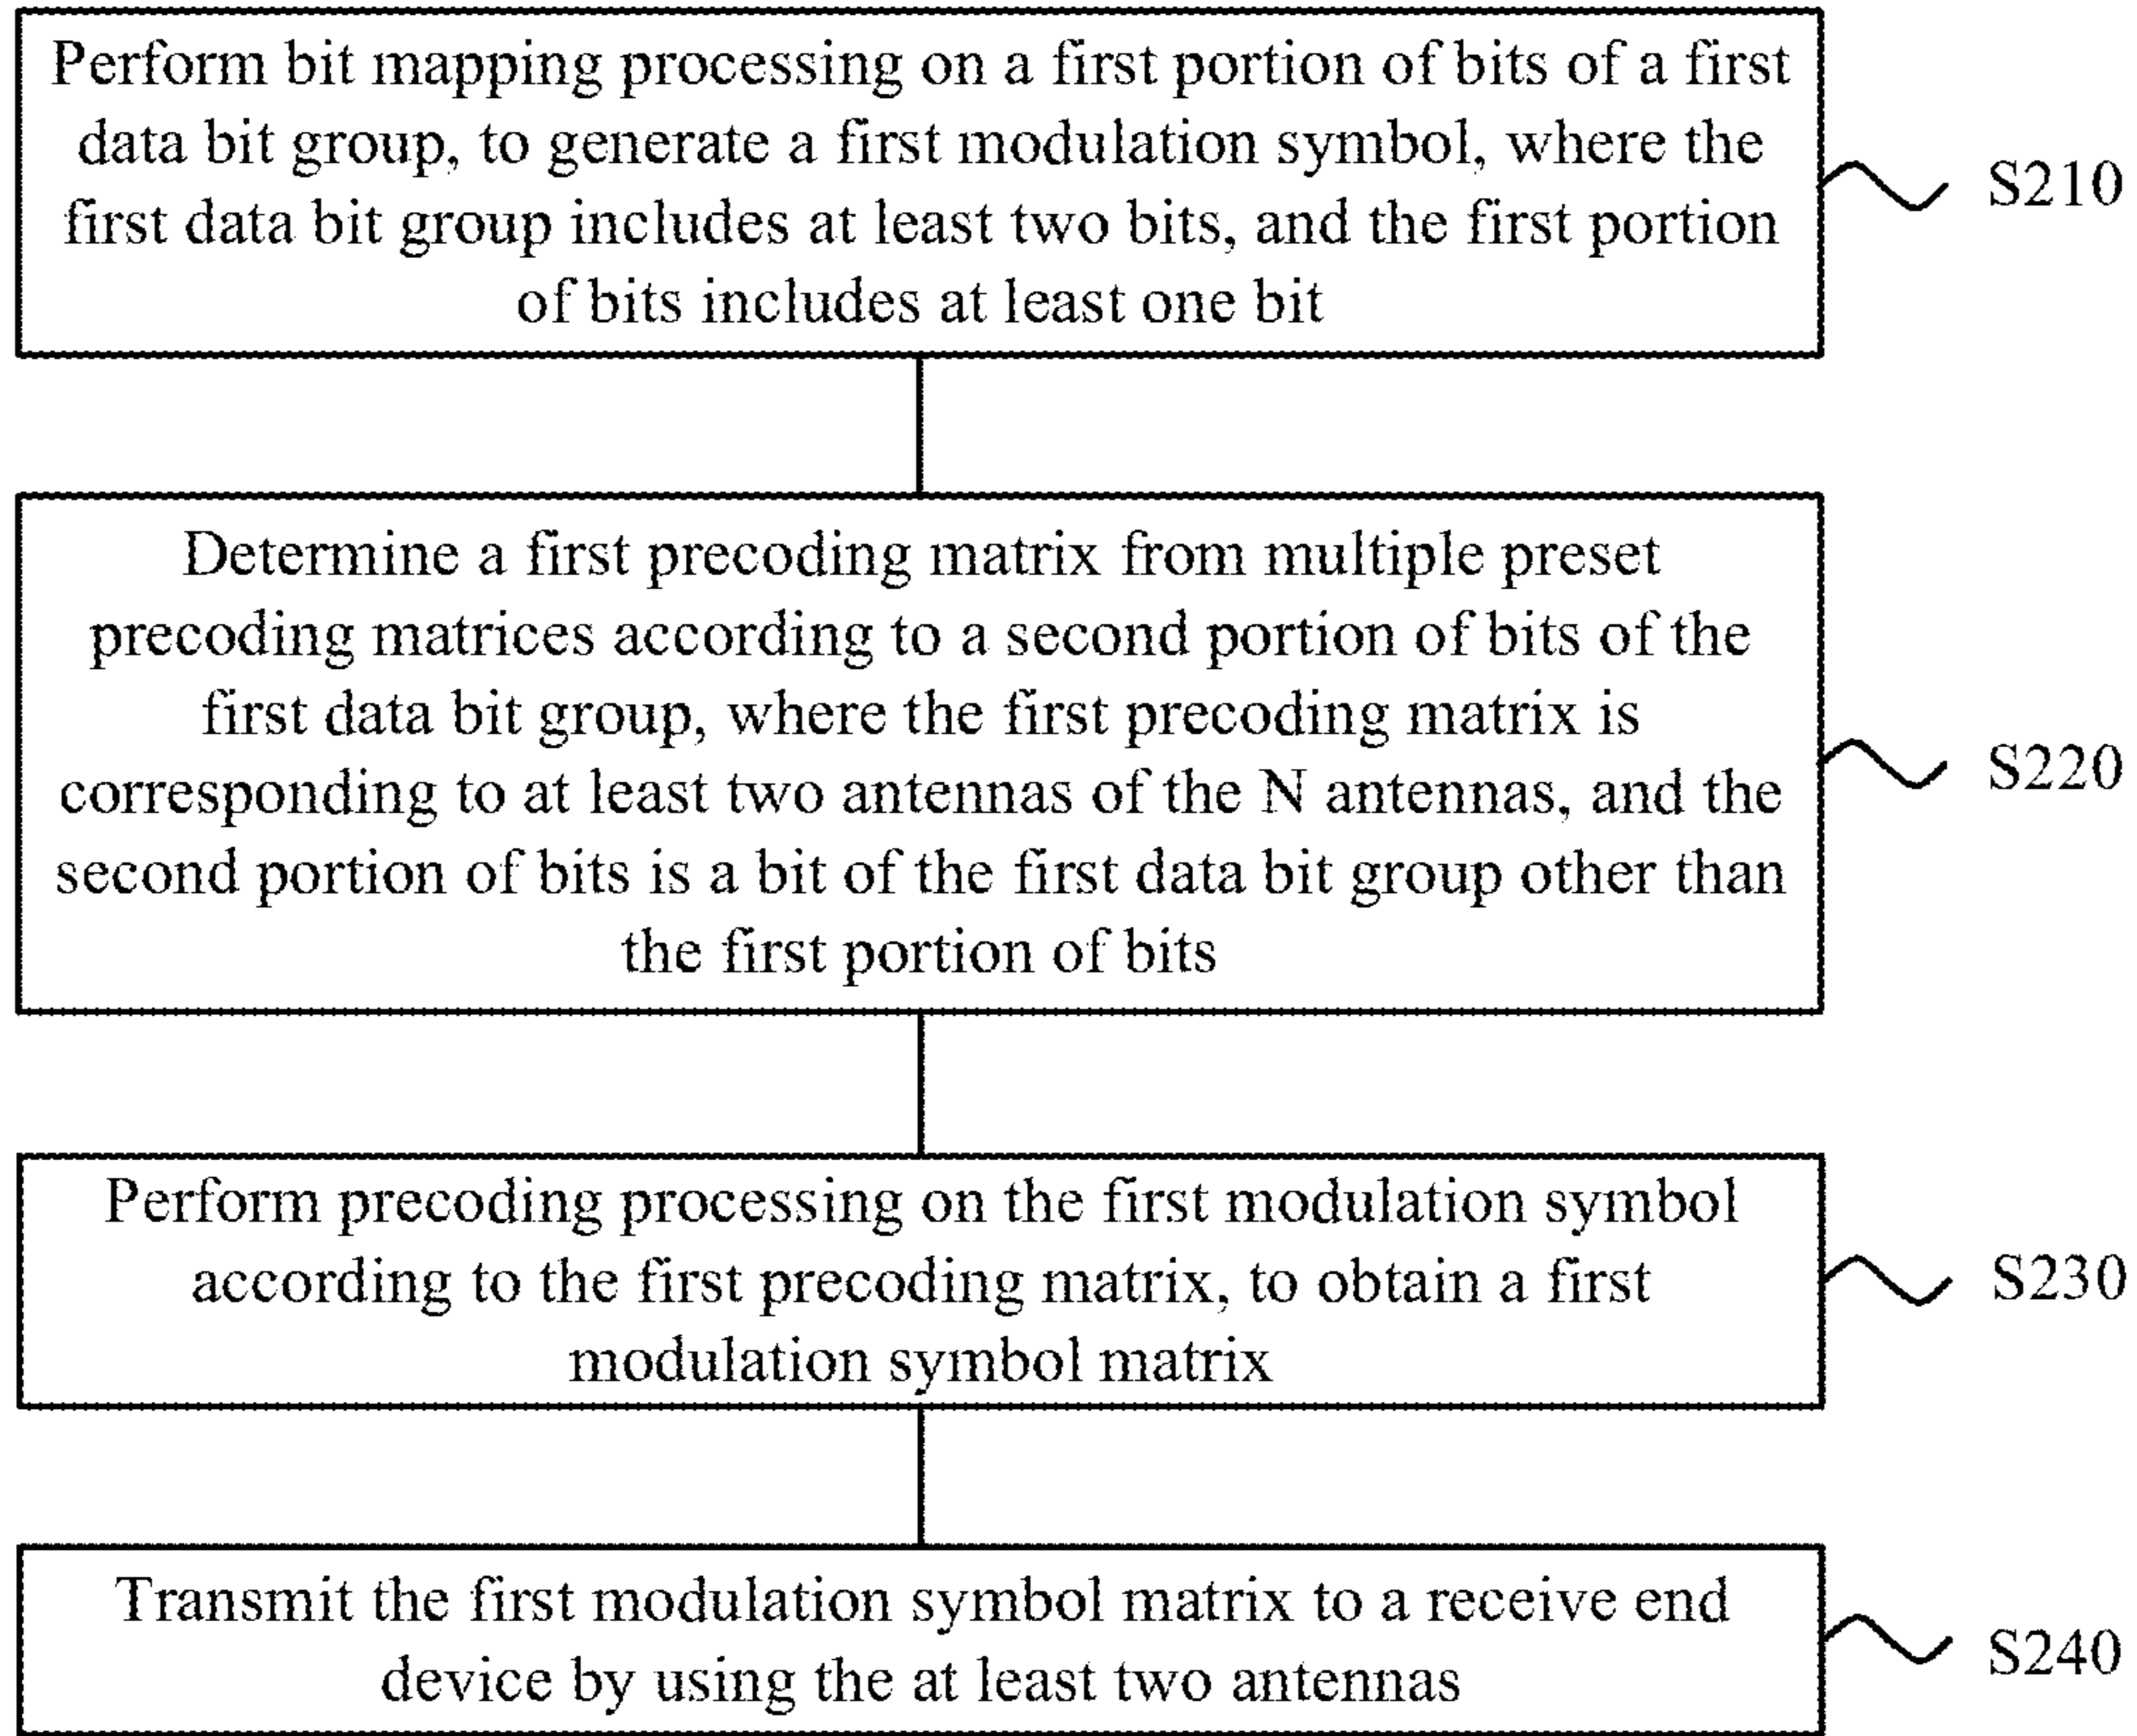 Perform bit mapping processing on a first portion of bits of a first
data bit group, to generate a first modulation symbol, where the
first data bit group includes at least two bits, and the first portion
of bits includes at least one bit
S210
Determine a first precoding matrix from multiple preset
precoding matrices according to a second portion of bits of the
first data bit group, where the first precoding matrix is
corresponding to at least two antennas of the N antennas, and the
second portion of bits is a bit of the first data bit group other than
the first portion of bits
S220
Perform precoding processing on the first modulation symbol
according to the first precoding matrix, to obtain a first
modulation symbol matrix
S230
Transmit the first modulation symbol matrix to a receive end
device by using the at least two antennas
S240